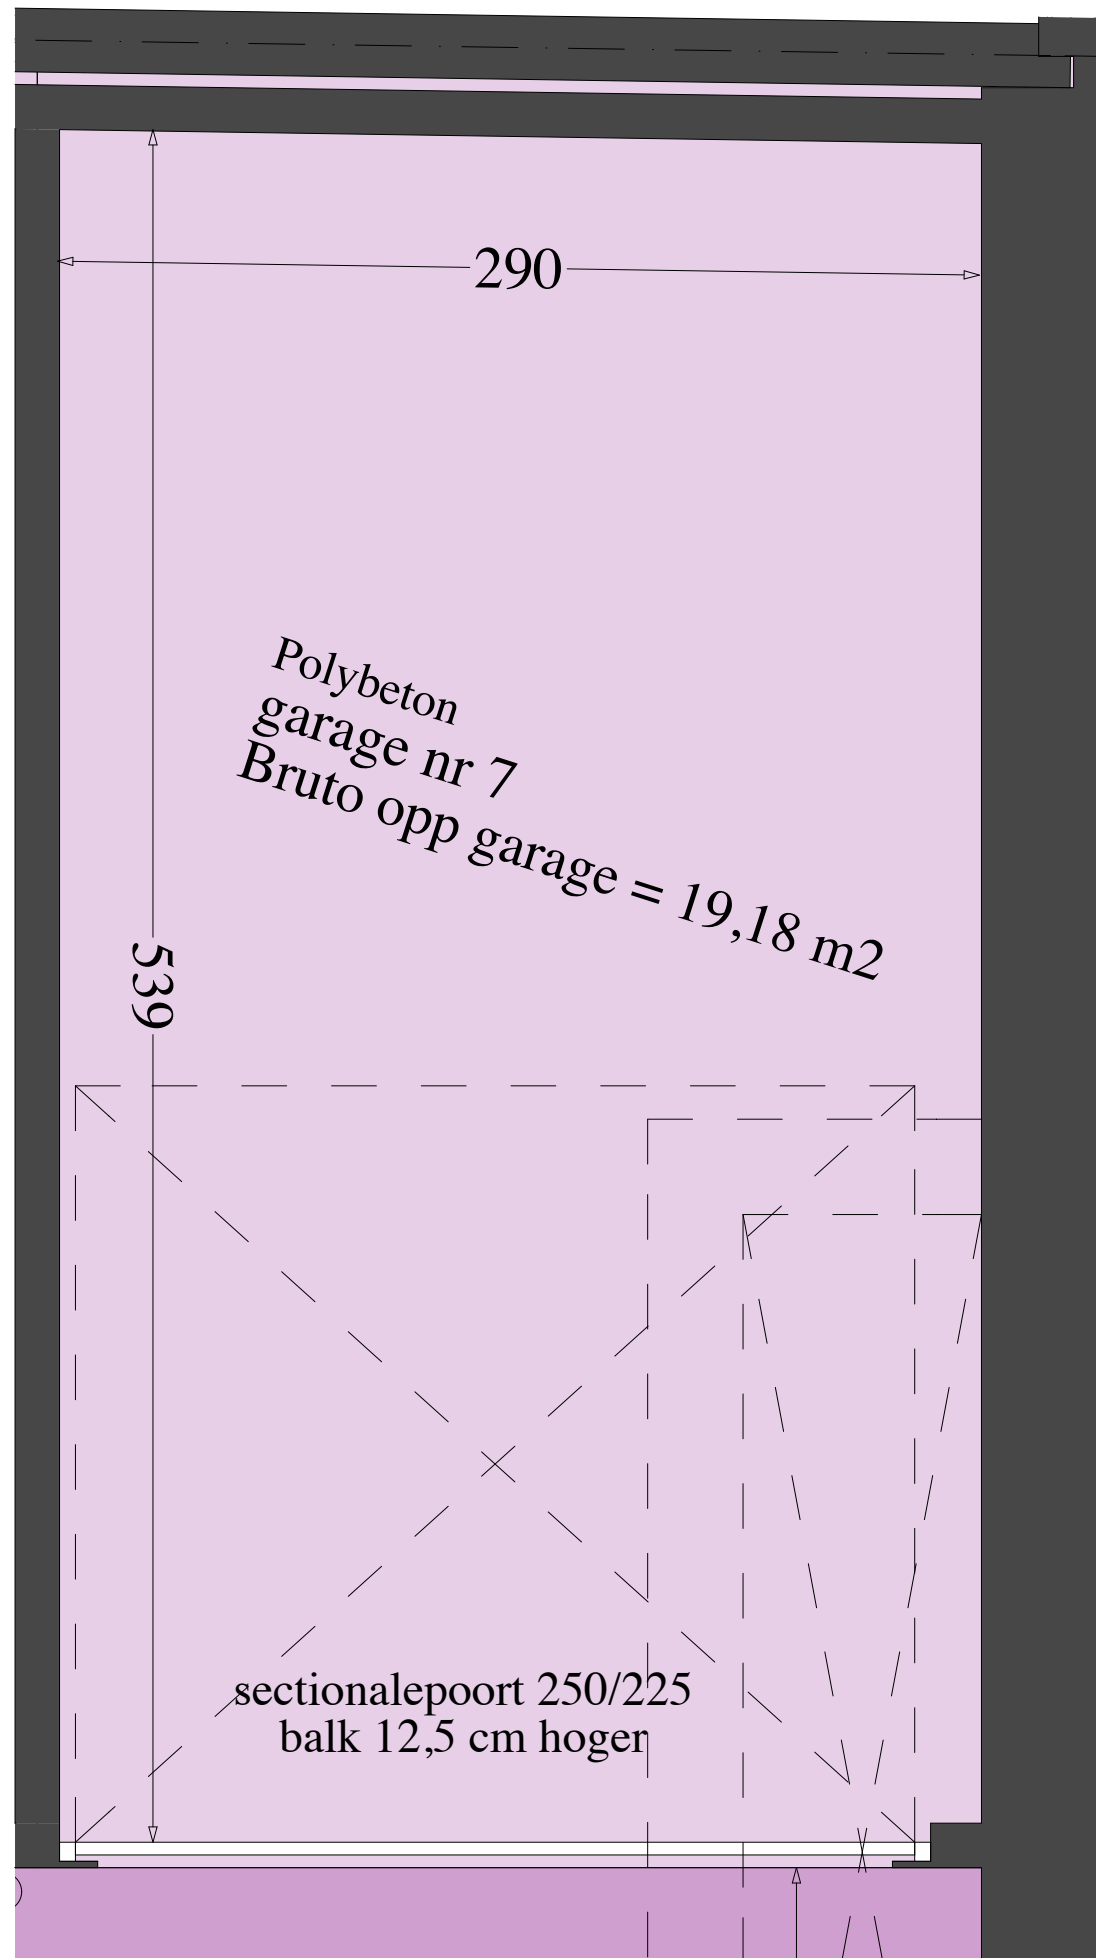 290
Polybeton
garage nr 7
Bruto opp garage = 19,18 m2
539
sectionalepoort 250/225
balk 12,5 cm hoger